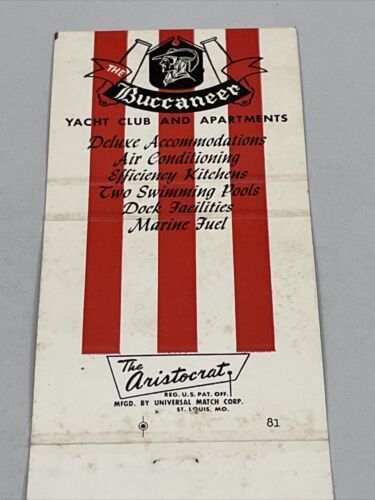 THE
Buccaneer
YACHT CLUB AND APARTMENTS
Deluxe Accommodations
Air Conditioning
Efficiency Kitchens
Two Swimming Pools
Dock Facilities
Marine Fuel
The
Aristocrat
REG. U.S. PAT. OFF.
MFGD. BY UNIVERSAL MATCH CORP.
ST. LOUIS, MO.
81